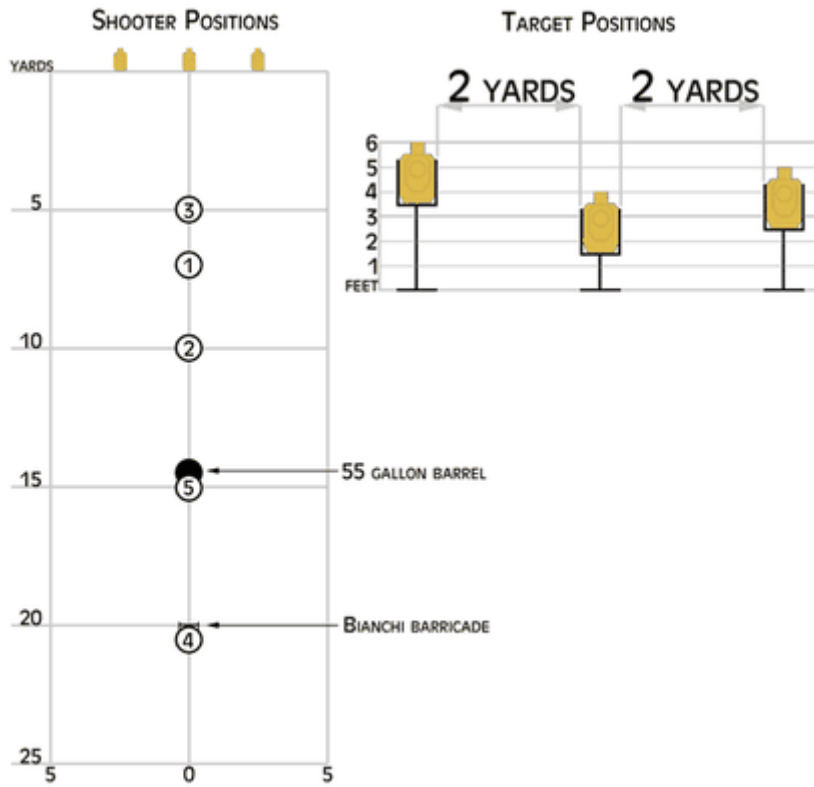 Shooter Positions
YARDS
5
3
1
10
2
55 GALLON BARREL
15
5
20
BIANCHI BARRICADE
4
25
5 0 5
Target Positions
2 YARDS 2 YARDS
6
5
4
3
2
1
FEET